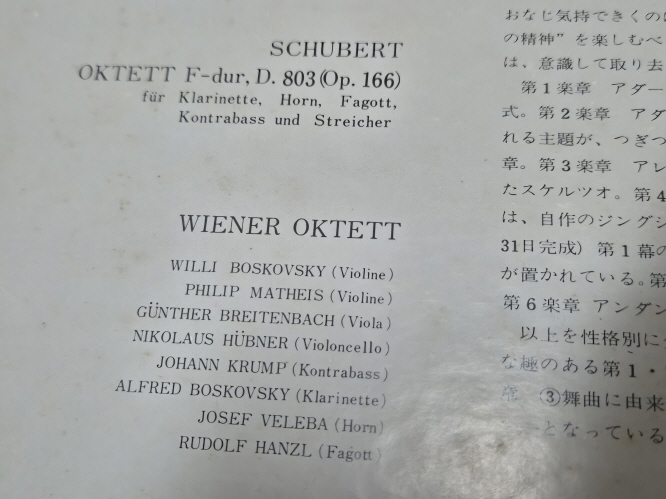 SCHUBERT
OKTETT F-dur, D. 803 (Op. 166)
für Klarinette, Horn, Fagott,
Kontrabass und Streicher
WIENER OKTETT
WILLI BOSKOVSKY (Violine)
PHILIP MATHEIS (Violine)
GÜNTHER BREITENBACH (Viola)
NIKOLAUS HÜBNER (Violoncello)
JOHANN KRUMP (Kontrabass)
ALFRED BOSKOVSKY (Klarinette)
JOSEF VELEBA (Horn)
RUDOLF HANZL (Fagott)
おなじ気持できくの
の精神”を楽しむべ
は、意識して取り去
第1楽章 アダー
式。第2楽章 アダ
れる主題が、つぎつ
章。第3楽章 アレ
たスケルツオ。第4
は、自作のジングシ
31日完成) 第1幕の
が置かれている。第
第6楽章 アンダン
以上を性格別に
な極のある第1・
章 ③舞曲に由来
となっている